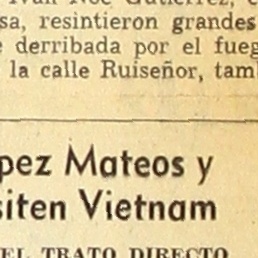 Ivan Noé Gutiérrez, c
sa, resintieron grandes
e derribada por el fueg
la calle Ruiseñor, tam
pez Mateos y
siten Vietnam
EL TRATO DIRECTO